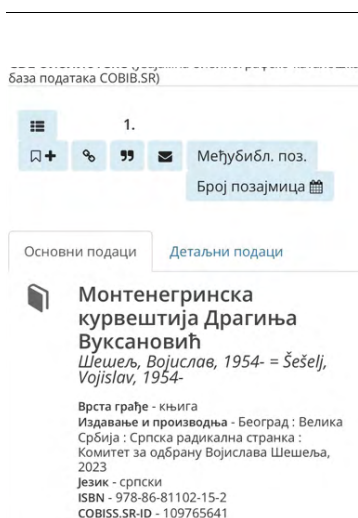 база података COBIB.SR)
1.
Међубибл. поз.
Број позајмица
Основни подаци
Детаљни подаци
Монтенегринска
курвештија Драгиња
Вуксановић
Шешељ, Војислав, 1954- = Šešelj,
Vojislav, 1954-
Врста грађе - књига
Издавање и производња - Београд : Велика
Србија : Српска радикална странка :
Комитет за одбрану Војислава Шешеља,
2023
Језик - српски
ISBN - 978-86-81102-15-2
COBISS.SR-ID - 109765641